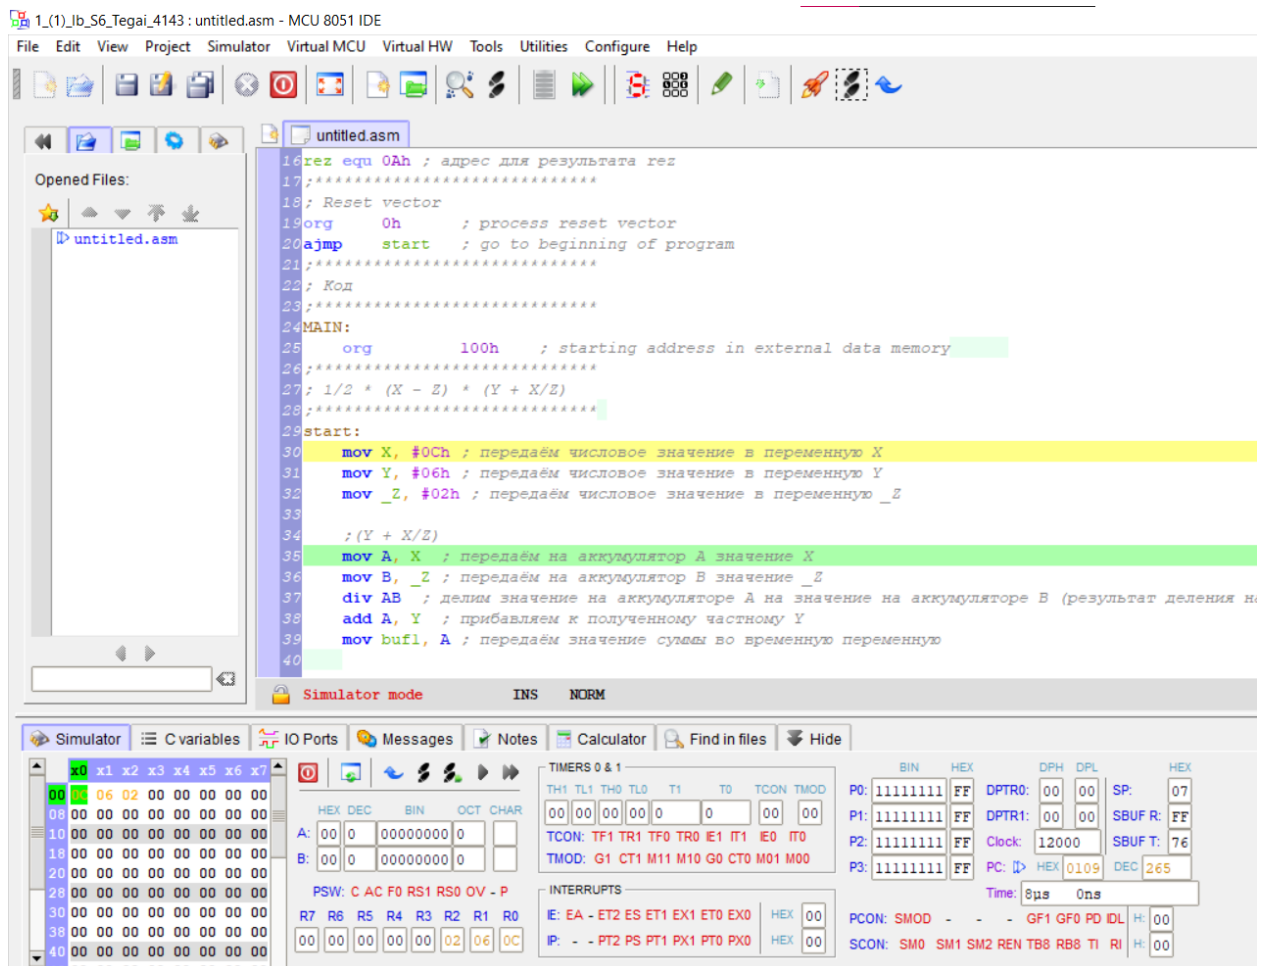 1_(1)_lb_S6_Tegai_4143 : untitled.asm - MCU 8051 IDE
File Edit View Project Simulator Virtual MCU Virtual HW Tools Utilities Configure Help
untitled.asm
Opened Files:
untitled.asm
16 rez equ 0Ah ; адрес для результата rez
17 ;*****************************
18 ; Reset vector
19 org 0h ; process reset vector
20 ajmp start ; go to beginning of program
21 ;*****************************
22 ; Код
23 ;*****************************
24 MAIN:
25 org 100h ; starting address in external data memory
26 ;*****************************
27 ; 1/2 * (X - Z) * (Y + X/Z)
28 ;*****************************
29 start:
30 mov X, #0Ch ; передаём числовое значение в переменную X
31 mov Y, #06h ; передаём числовое значение в переменную Y
32 mov _Z, #02h ; передаём числовое значение в переменную _Z
33
34 ;(Y + X/Z)
35 mov A, X ; передаём на аккумулятор A значение X
36 mov B, _Z ; передаём на аккумулятор B значение _Z
37 div AB ; делим значение на аккумуляторе A на значение на аккумуляторе B (результат деления на
38 add A, Y ; прибавляем к полученному частному Y
39 mov buf1, A ; передаём значение суммы во временную переменную
40
Simulator mode INS NORM
Simulator C variables IO Ports Messages Notes Calculator Find in files Hide
x0 x1 x2 x3 x4 x5 x6 x7
00 0C 06 02 00 00 00 00 00
08 00 00 00 00 00 00 00 00
10 00 00 00 00 00 00 00 00
18 00 00 00 00 00 00 00 00
20 00 00 00 00 00 00 00 00
28 00 00 00 00 00 00 00 00
30 00 00 00 00 00 00 00 00
38 00 00 00 00 00 00 00 00
40 00 00 00 00 00 00 00 00
HEX DEC BIN OCT CHAR
A: 00 0 00000000 0
B: 00 0 00000000 0
PSW: C AC F0 RS1 RS0 OV - P
R7 R6 R5 R4 R3 R2 R1 R0
00 00 00 00 00 02 06 0C
TIMERS 0 & 1
TH1 TL1 TH0 TL0 T1 T0 TCON TMOD
00 00 00 00 0 0 00 00
TCON: TF1 TR1 TF0 TR0 IE1 IT1 IE0 IT0
TMOD: G1 CT1 M11 M10 G0 CT0 M01 M00
INTERRUPTS
IE: EA - ET2 ES ET1 EX1 ET0 EX0 HEX 00
IP: - - PT2 PS PT1 PX1 PT0 PX0 HEX 00
BIN HEX
P0: 11111111 FF
P1: 11111111 FF
P2: 11111111 FF
P3: 11111111 FF
DPH DPL
DPTR0: 00 00
DPTR1: 00 00
Clock: 12000
PC: HEX 0109 DEC 265
Time: 8µs 0ns
HEX
SP: 07
SBUF R: FF
SBUF T: 76
PCON: SMOD - - - GF1 GF0 PD IDL H: 00
SCON: SM0 SM1 SM2 REN TB8 RB8 TI RI H: 00